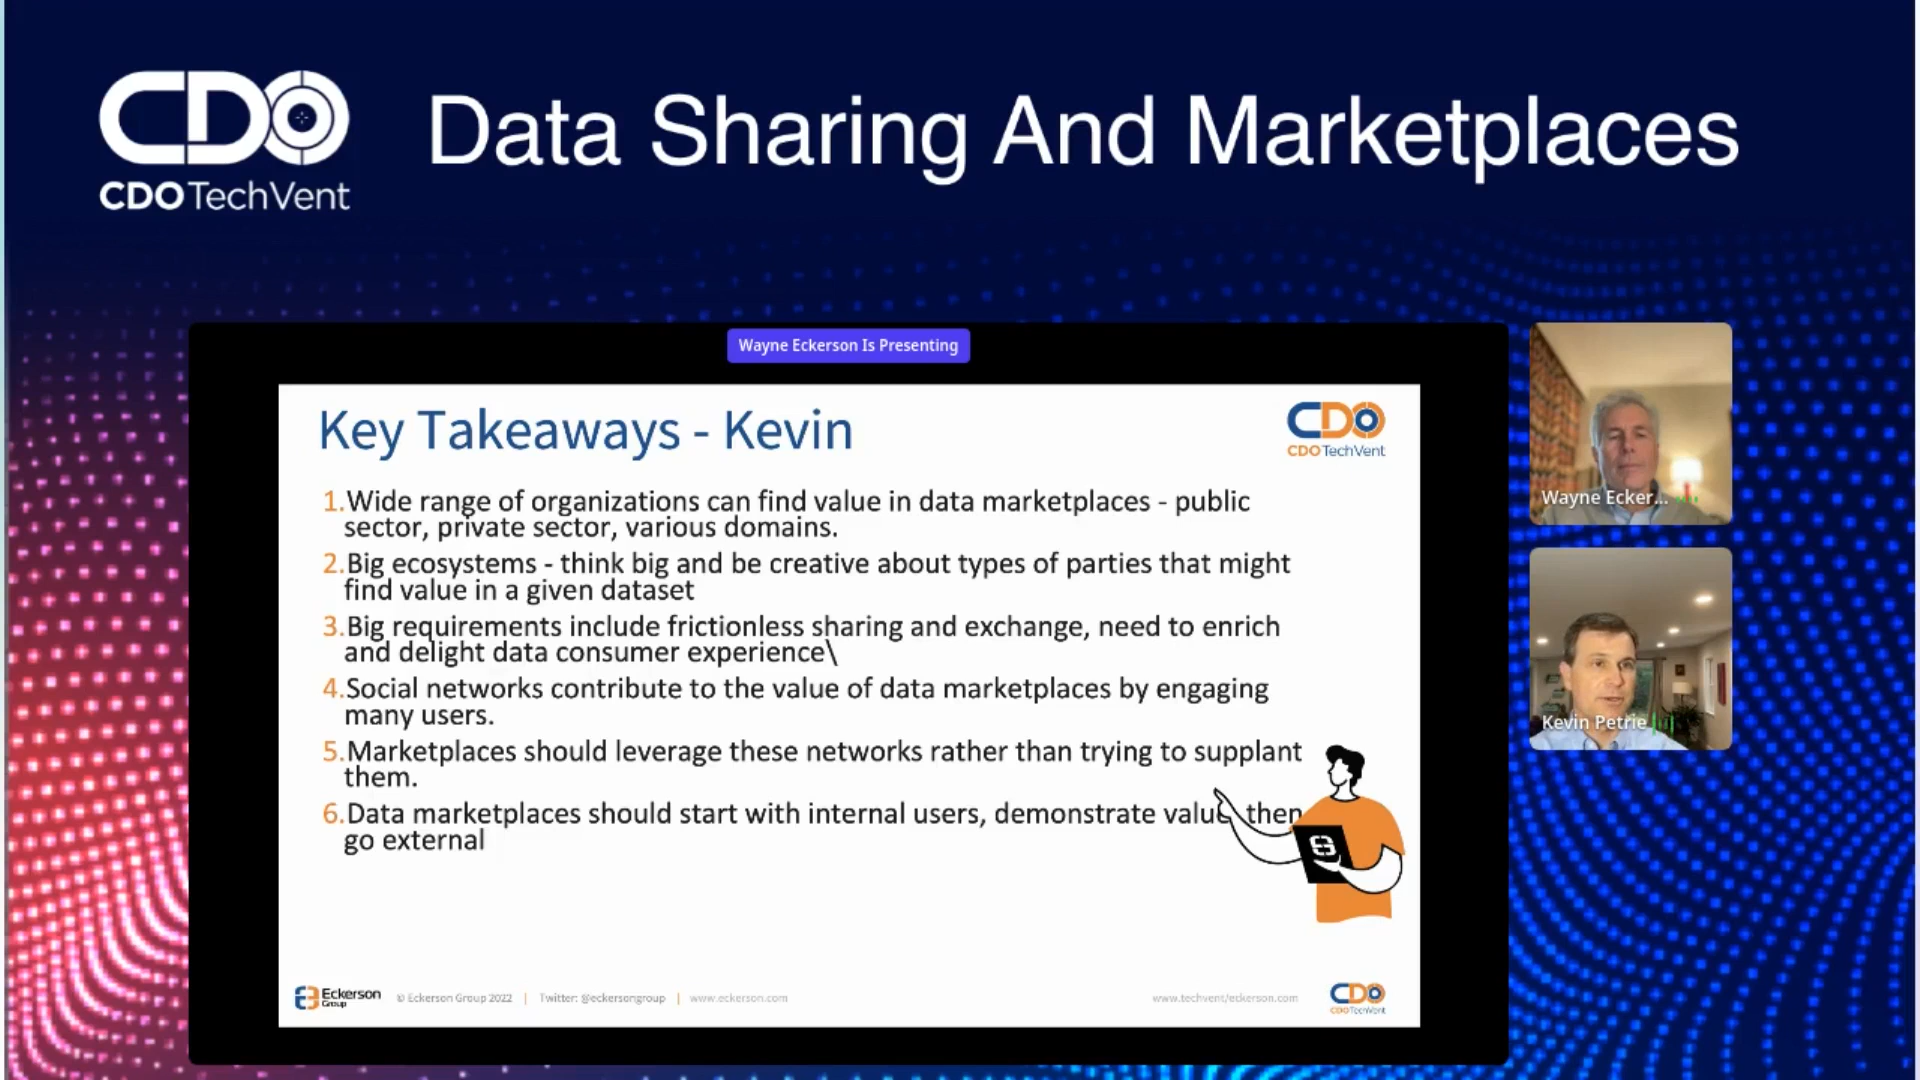 CDO
CDO TechVent
Data Sharing And Marketplaces
Wayne Eckerson Is Presenting
Key Takeaways - Kevin
CDO
CDO TechVent
1.Wide range of organizations can find value in data marketplaces - public
sector, private sector, various domains.
2.Big ecosystems - think big and be creative about types of parties that might
find value in a given dataset
3.Big requirements include frictionless sharing and exchange, need to enrich
and delight data consumer experience\
4.Social networks contribute to the value of data marketplaces by engaging
many users.
5.Marketplaces should leverage these networks rather than trying to supplant
them.
6.Data marketplaces should start with internal users, demonstrate value, then
go external
Eckerson
Group
© Eckerson Group 2022 | Twitter: @eckersongroup | www.eckerson.com
www.techvent/eckerson.com
CDO
CDO TechVent
Wayne Ecker...
Kevin Petrie